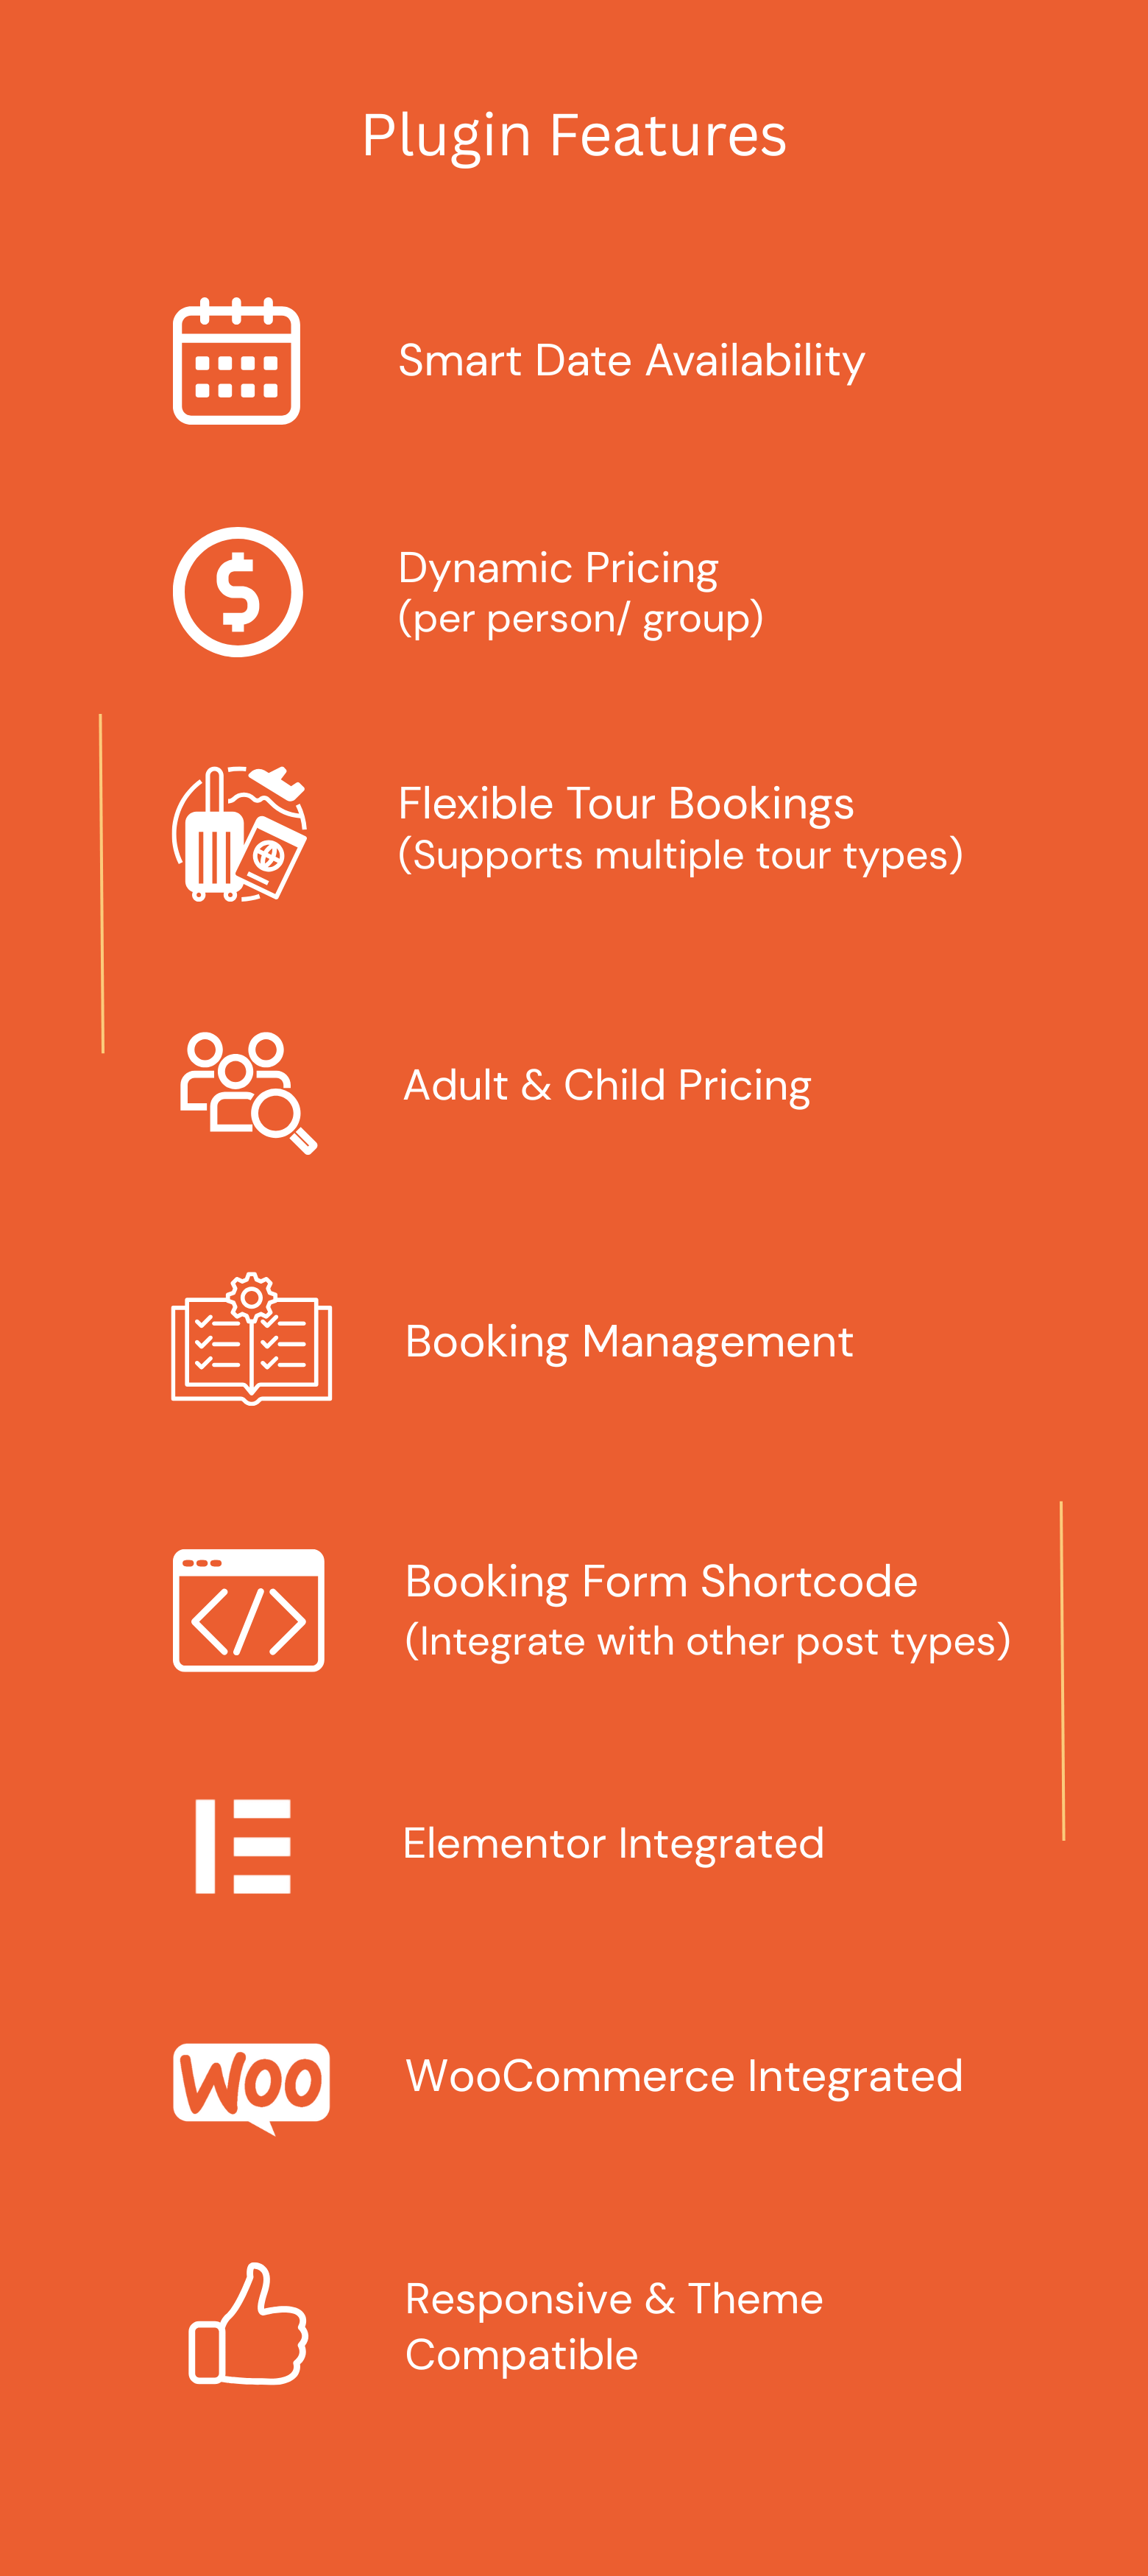 Plugin Features
Smart Date Availability
Dynamic Pricing
(per person/ group)
Flexible Tour Bookings
(Supports multiple tour types)
Adult & Child Pricing
Booking Management
Booking Form Shortcode
(Integrate with other post types)
Elementor Integrated
Woo
WooCommerce Integrated
Responsive & Theme
Compatible